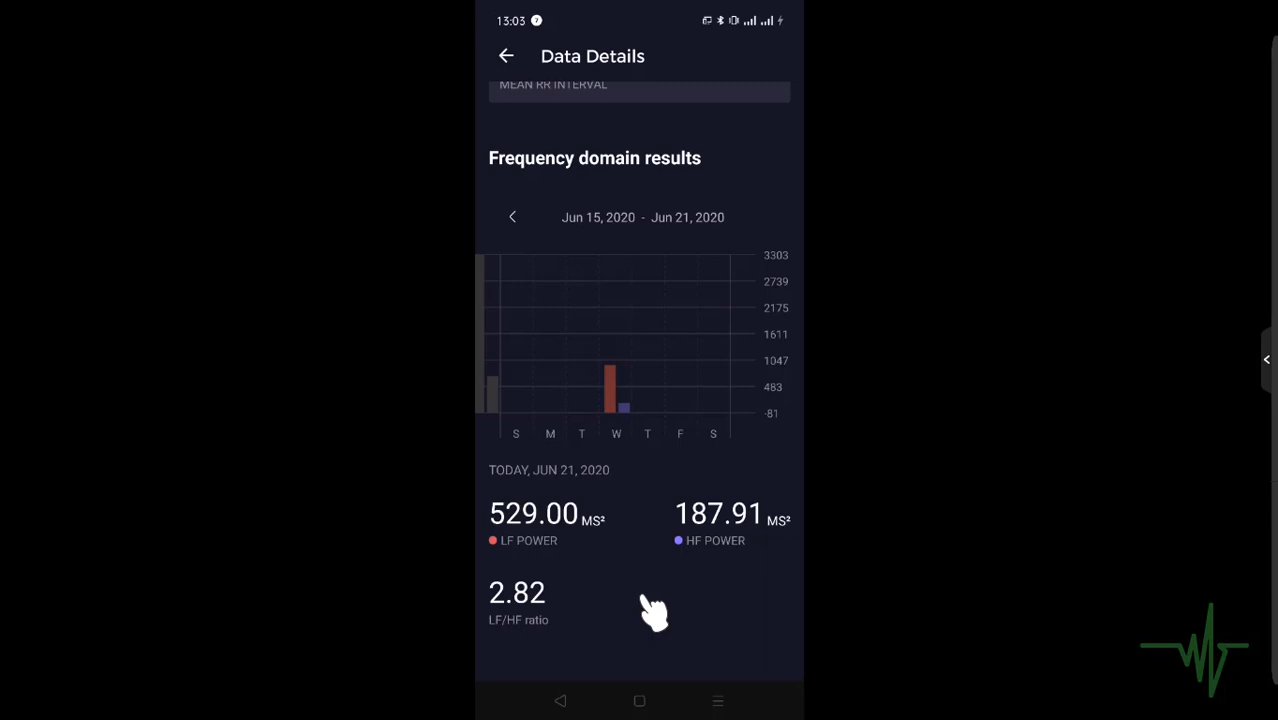 13:03
Data Details
MEAN RR INTERVAL
Frequency domain results
Jun 15, 2020 - Jun 21, 2020
3303
2739
2175
1611
1047
483
-81
S M T W T F S
TODAY, JUN 21, 2020
529.00 MS² 187.91 MS²
LF POWER HF POWER
2.82
LF/HF ratio